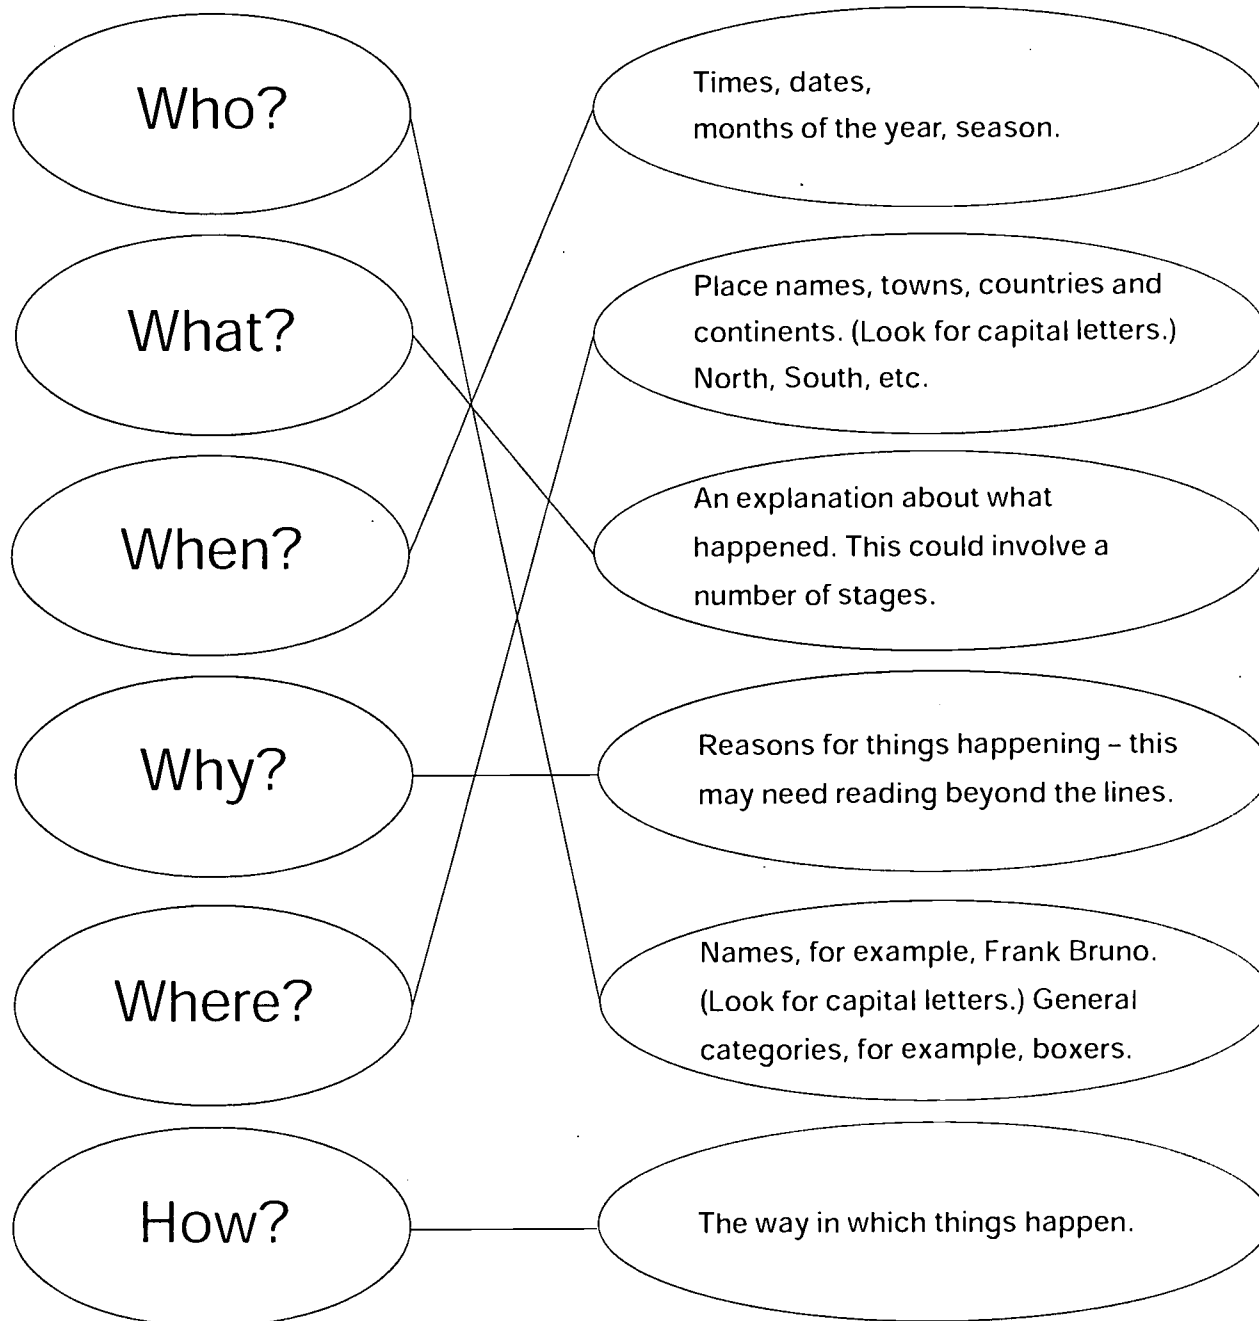 Who?
Times, dates,
months of the year, season.
What?
Place names, towns, countries and
continents. (Look for capital letters.)
North, South, etc.
When?
An explanation about what
happened. This could involve a
number of stages.
Why?
Reasons for things happening – this
may need reading beyond the lines.
Where?
Names, for example, Frank Bruno.
(Look for capital letters.) General
categories, for example, boxers.
How?
The way in which things happen.